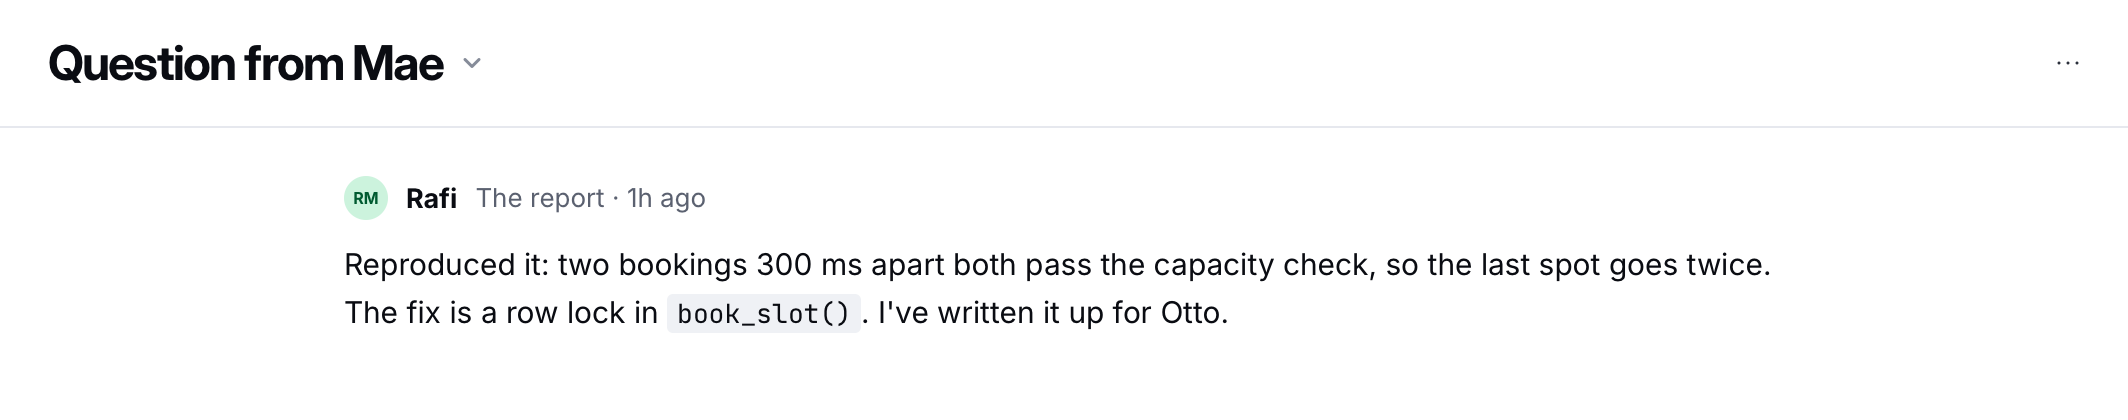 Question from Mae
...
RM Rafi The report · 1h ago
Reproduced it: two bookings 300 ms apart both pass the capacity check, so the last spot goes twice.
The fix is a row lock in book_slot(). I've written it up for Otto.